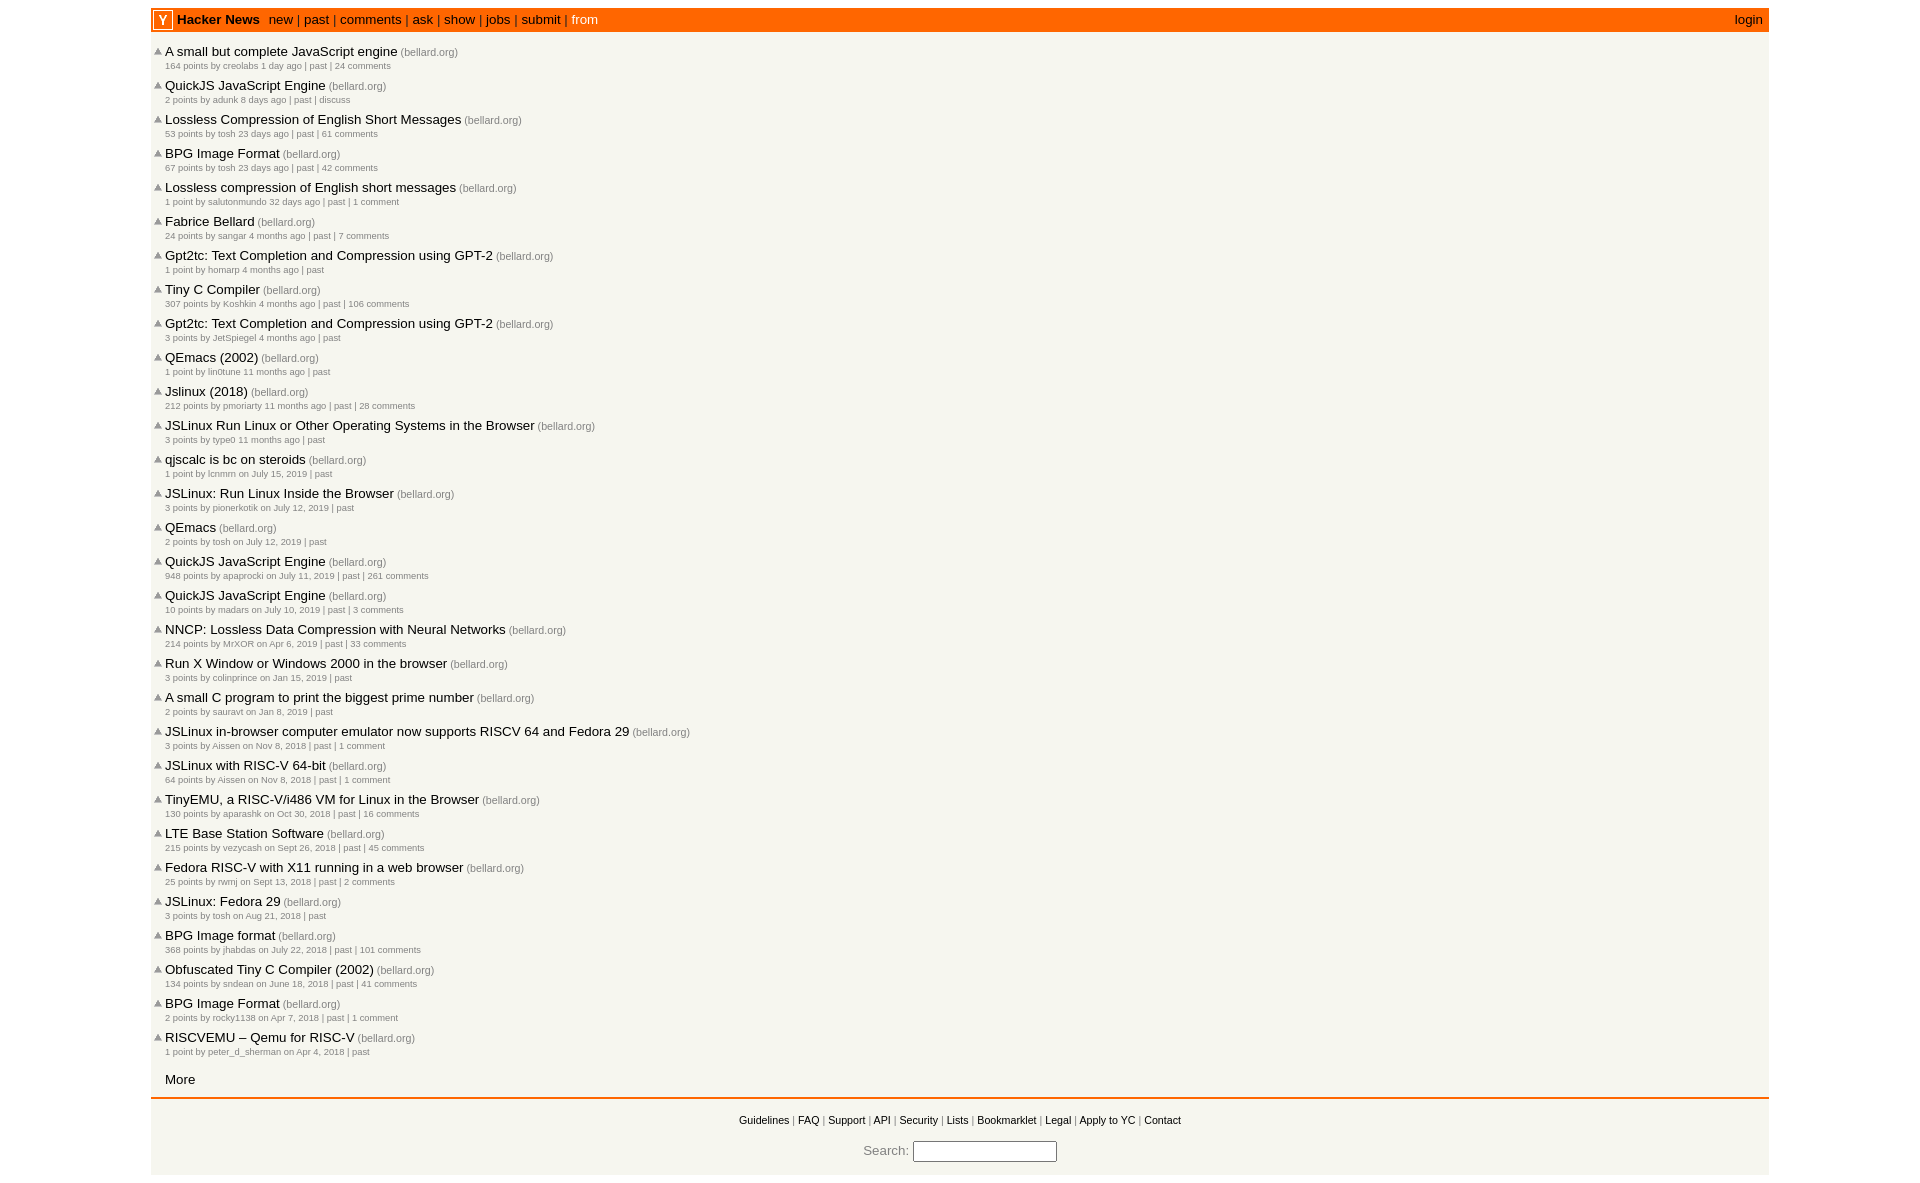 Y Hacker News new | past | comments | ask | show | jobs | submit | from login
A small but complete JavaScript engine (bellard.org)
164 points by creolabs 1 day ago | past | 24 comments
QuickJS JavaScript Engine (bellard.org)
2 points by adunk 8 days ago | past | discuss
Lossless Compression of English Short Messages (bellard.org)
53 points by tosh 23 days ago | past | 61 comments
BPG Image Format (bellard.org)
67 points by tosh 23 days ago | past | 42 comments
Lossless compression of English short messages (bellard.org)
1 point by salutonmundo 32 days ago | past | 1 comment
Fabrice Bellard (bellard.org)
24 points by sangar 4 months ago | past | 7 comments
Gpt2tc: Text Completion and Compression using GPT-2 (bellard.org)
1 point by homarp 4 months ago | past
Tiny C Compiler (bellard.org)
307 points by Koshkin 4 months ago | past | 106 comments
Gpt2tc: Text Completion and Compression using GPT-2 (bellard.org)
3 points by JetSpiegel 4 months ago | past
QEmacs (2002) (bellard.org)
1 point by lin0tune 11 months ago | past
Jslinux (2018) (bellard.org)
212 points by pmoriarty 11 months ago | past | 28 comments
JSLinux Run Linux or Other Operating Systems in the Browser (bellard.org)
3 points by type0 11 months ago | past
qjscalc is bc on steroids (bellard.org)
1 point by lcnmrn on July 15, 2019 | past
JSLinux: Run Linux Inside the Browser (bellard.org)
3 points by pionerkotik on July 12, 2019 | past
QEmacs (bellard.org)
2 points by tosh on July 12, 2019 | past
QuickJS JavaScript Engine (bellard.org)
948 points by apaprocki on July 11, 2019 | past | 261 comments
QuickJS JavaScript Engine (bellard.org)
10 points by madars on July 10, 2019 | past | 3 comments
NNCP: Lossless Data Compression with Neural Networks (bellard.org)
214 points by MrXOR on Apr 6, 2019 | past | 33 comments
Run X Window or Windows 2000 in the browser (bellard.org)
3 points by colinprince on Jan 15, 2019 | past
A small C program to print the biggest prime number (bellard.org)
2 points by sauravt on Jan 8, 2019 | past
JSLinux in-browser computer emulator now supports RISCV 64 and Fedora 29 (bellard.org)
3 points by Aissen on Nov 8, 2018 | past | 1 comment
JSLinux with RISC-V 64-bit (bellard.org)
64 points by Aissen on Nov 8, 2018 | past | 1 comment
TinyEMU, a RISC-V/i486 VM for Linux in the Browser (bellard.org)
130 points by aparashk on Oct 30, 2018 | past | 16 comments
LTE Base Station Software (bellard.org)
215 points by vezycash on Sept 26, 2018 | past | 45 comments
Fedora RISC-V with X11 running in a web browser (bellard.org)
25 points by rwmj on Sept 13, 2018 | past | 2 comments
JSLinux: Fedora 29 (bellard.org)
3 points by tosh on Aug 21, 2018 | past
BPG Image format (bellard.org)
368 points by jhabdas on July 22, 2018 | past | 101 comments
Obfuscated Tiny C Compiler (2002) (bellard.org)
134 points by sndean on June 18, 2018 | past | 41 comments
BPG Image Format (bellard.org)
2 points by rocky1138 on Apr 7, 2018 | past | 1 comment
RISCVEMU – Qemu for RISC-V (bellard.org)
1 point by peter_d_sherman on Apr 4, 2018 | past
More
Guidelines | FAQ | Support | API | Security | Lists | Bookmarklet | Legal | Apply to YC | Contact
Search: